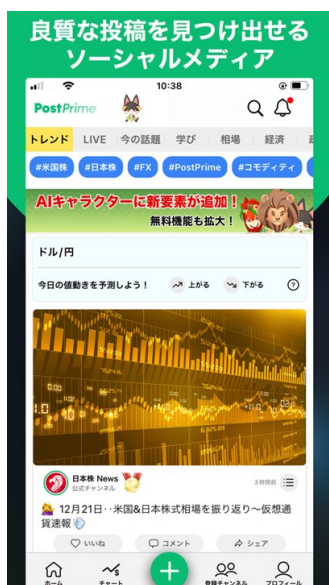 良質な投稿を見つけ出せる
ソーシャルメディア
10:38
PostPrime
トレンド LIVE 今の話題 学び 相場 経済
#米国株 #日本株 #FX #PostPrime #コモディティ
AIキャラクターに新要素が追加!
無料機能も拡大!
ドル/円
今日の値動きを予測しよう! 上がる 下がる ?
日本株 News
公式チャンネル
3時間前
12月21日‥米国&日本株式相場を振り返り〜仮想通
貨速報
いいね コメント シェア
ホーム チャート 登録チャンネル プロフィール